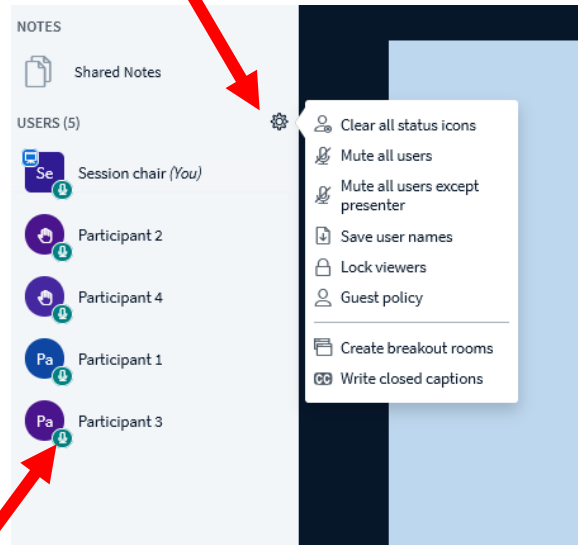 NOTES
Shared Notes
USERS (5)
Se
Session chair (You)
Participant 2
Participant 4
Pa
Participant 1
Pa
Participant 3
Clear all status icons
Mute all users
Mute all users except
presenter
Save user names
Lock viewers
Guest policy
Create breakout rooms
CC
Write closed captions